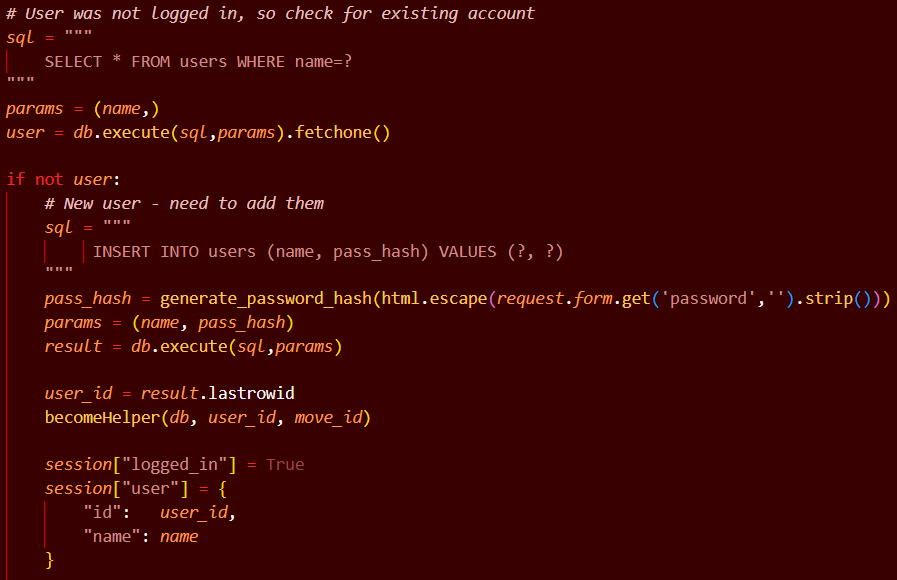 # User was not logged in, so check for existing account
sql = """
    SELECT * FROM users WHERE name=?
"""
params = (name,)
user = db.execute(sql,params).fetchone()

if not user:
    # New user - need to add them
    sql = """
         INSERT INTO users (name, pass_hash) VALUES (?, ?)
    """
    pass_hash = generate_password_hash(html.escape(request.form.get('password','').strip()))
    params = (name, pass_hash)
    result = db.execute(sql,params)

    user_id = result.lastrowid
    becomeHelper(db, user_id, move_id)

    session["logged_in"] = True
    session["user"] = {
        "id":   user_id,
        "name": name
    }